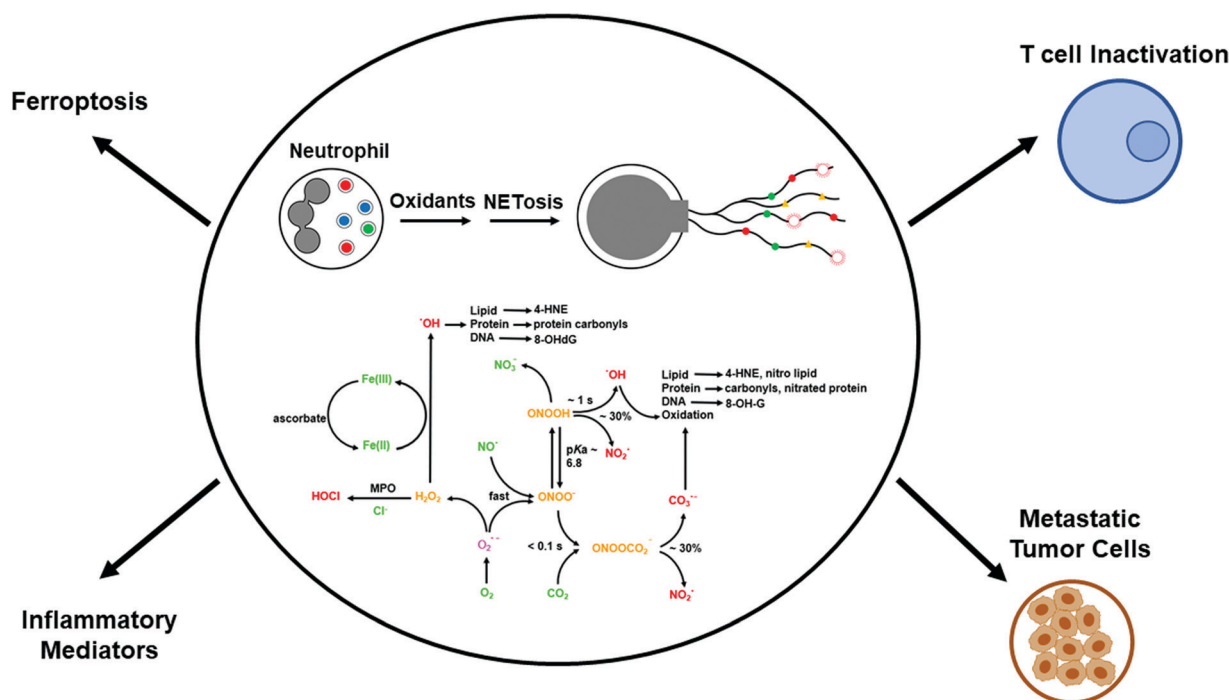 T cell Inactivation
Ferroptosis
Neutrophil
Oxidants NETosis
Lipid → 4-HNE
Protein → protein carbonyls
DNA → 8-OHdG
˙OH
NO₃⁻
˙OH
Lipid → 4-HNE, nitro lipid
Protein → carbonyls, nitrated protein
DNA → 8-OH-G
Oxidation
Fe(III)
~ 1 s
ONOOH
~ 30%
ascorbate
Fe(II)
NO˙
pKa ~
6.8
NO₂˙
HOCl
MPO
Cl⁻
H₂O₂
fast
ONOO⁻
CO₃˙⁻
O₂˙⁻
< 0.1 s
ONOOCO₂⁻
~ 30%
O₂
CO₂
NO₂˙
Metastatic
Tumor Cells
Inflammatory
Mediators